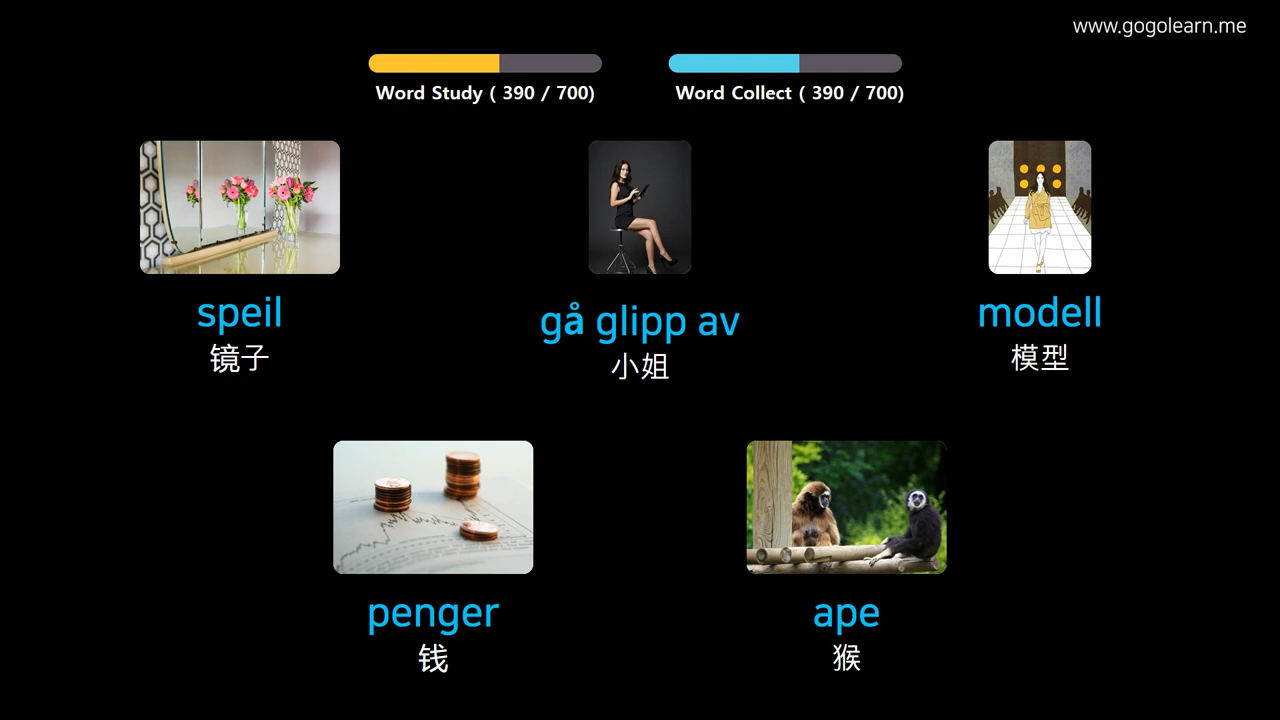 www.gogolearn.me
Word Study ( 390 / 700)
Word Collect ( 390 / 700)
speil
镜子
gå glipp av
小姐
modell
模型
penger
钱
ape
猴